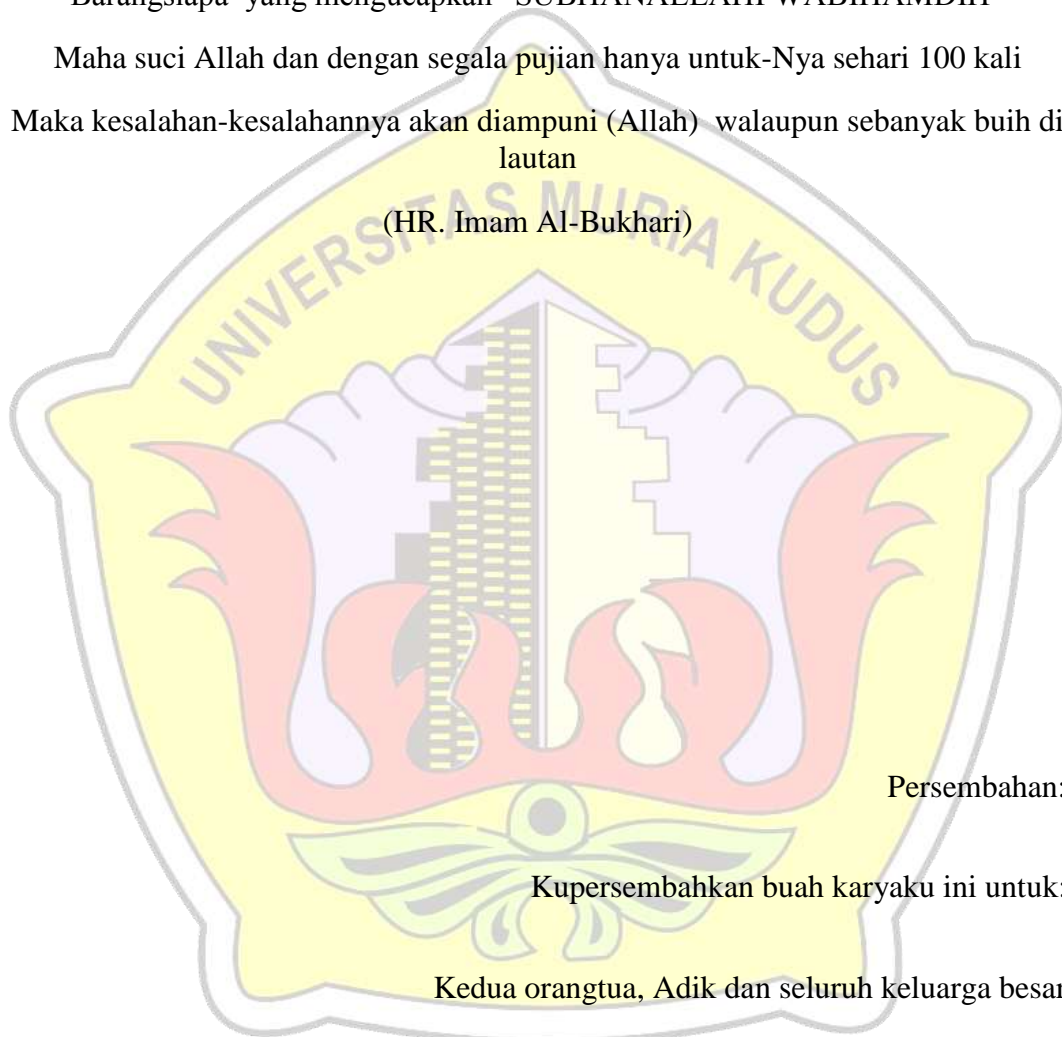 Barangsiapa yang mengucapkan "SUBHANALLAHI WABIHAMDIH"
Maha suci Allah dan dengan segala pujian hanya untuk-Nya sehari 100 kali
Maka kesalahan-kesalahannya akan diampuni (Allah) walaupun sebanyak buih di
lautan
(HR. Imam Al-Bukhari)
UNIVERSITAS MURIA KUDUS
Persembahan:
Kupersembahkan buah karyaku ini untuk:
Kedua orangtua, Adik dan seluruh keluarga besar